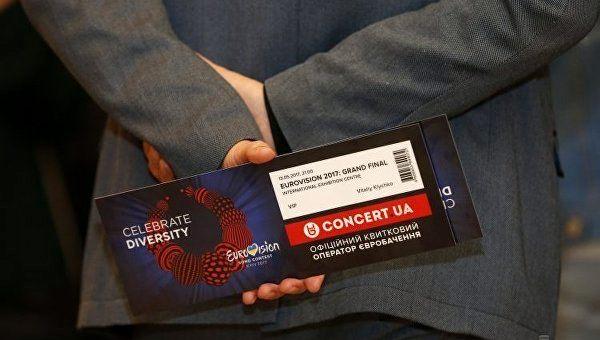 CELEBRATE
DIVERSITY
EUROVISION
SONG CONTEST
KYIV 2017
13.05.2017, 21:00
EUROVISION 2017: GRAND FINAL
INTERNATIONAL EXHIBITION CENTRE
VIP
Vitaliy Klychko
CONCERT UA
ОФІЦІЙНИЙ КВИТКОВИЙ
ОПЕРАТОР ЄВРОБАЧЕННЯ